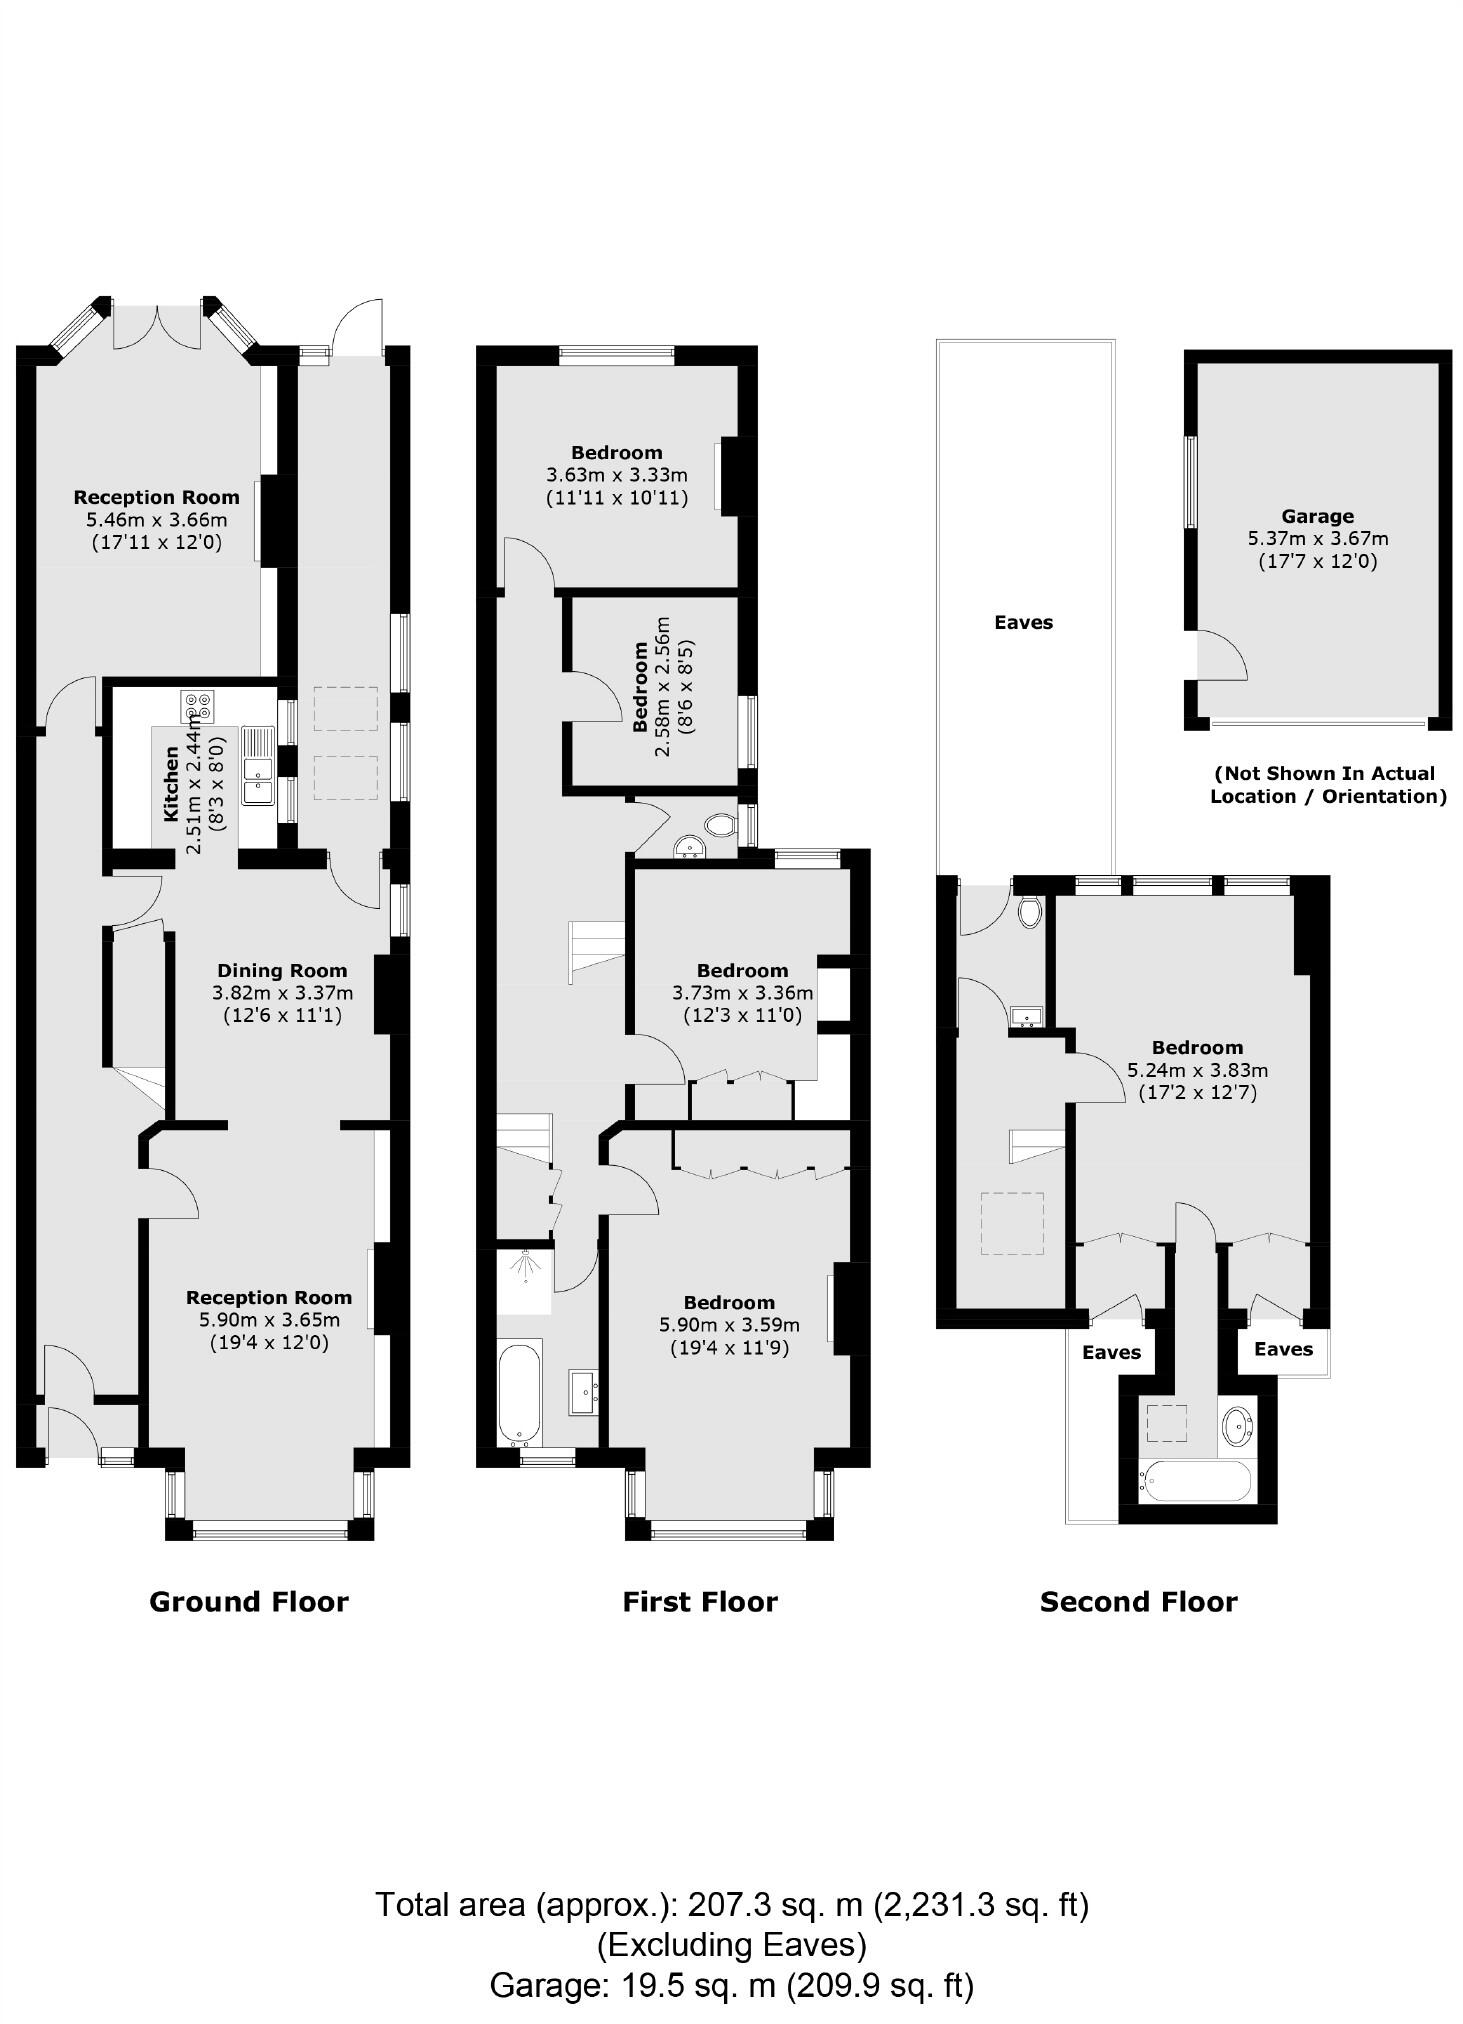 Reception Room
5.46m x 3.66m
(17'11 x 12'0)
Kitchen
2.51m x 2.44m
(8'3 x 8'0)
Dining Room
3.82m x 3.37m
(12'6 x 11'1)
Reception Room
5.90m x 3.65m
(19'4 x 12'0)
Ground Floor
Bedroom
3.63m x 3.33m
(11'11 x 10'11)
Bedroom
2.58m x 2.56m
(8'6 x 8'5)
Bedroom
3.73m x 3.36m
(12'3 x 11'0)
Bedroom
5.90m x 3.59m
(19'4 x 11'9)
First Floor
Eaves
Bedroom
5.24m x 3.83m
(17'2 x 12'7)
Eaves
Eaves
Second Floor
Garage
5.37m x 3.67m
(17'7 x 12'0)
(Not Shown In Actual
Location / Orientation)
Total area (approx.): 207.3 sq. m (2,231.3 sq. ft)
(Excluding Eaves)
Garage: 19.5 sq. m (209.9 sq. ft)